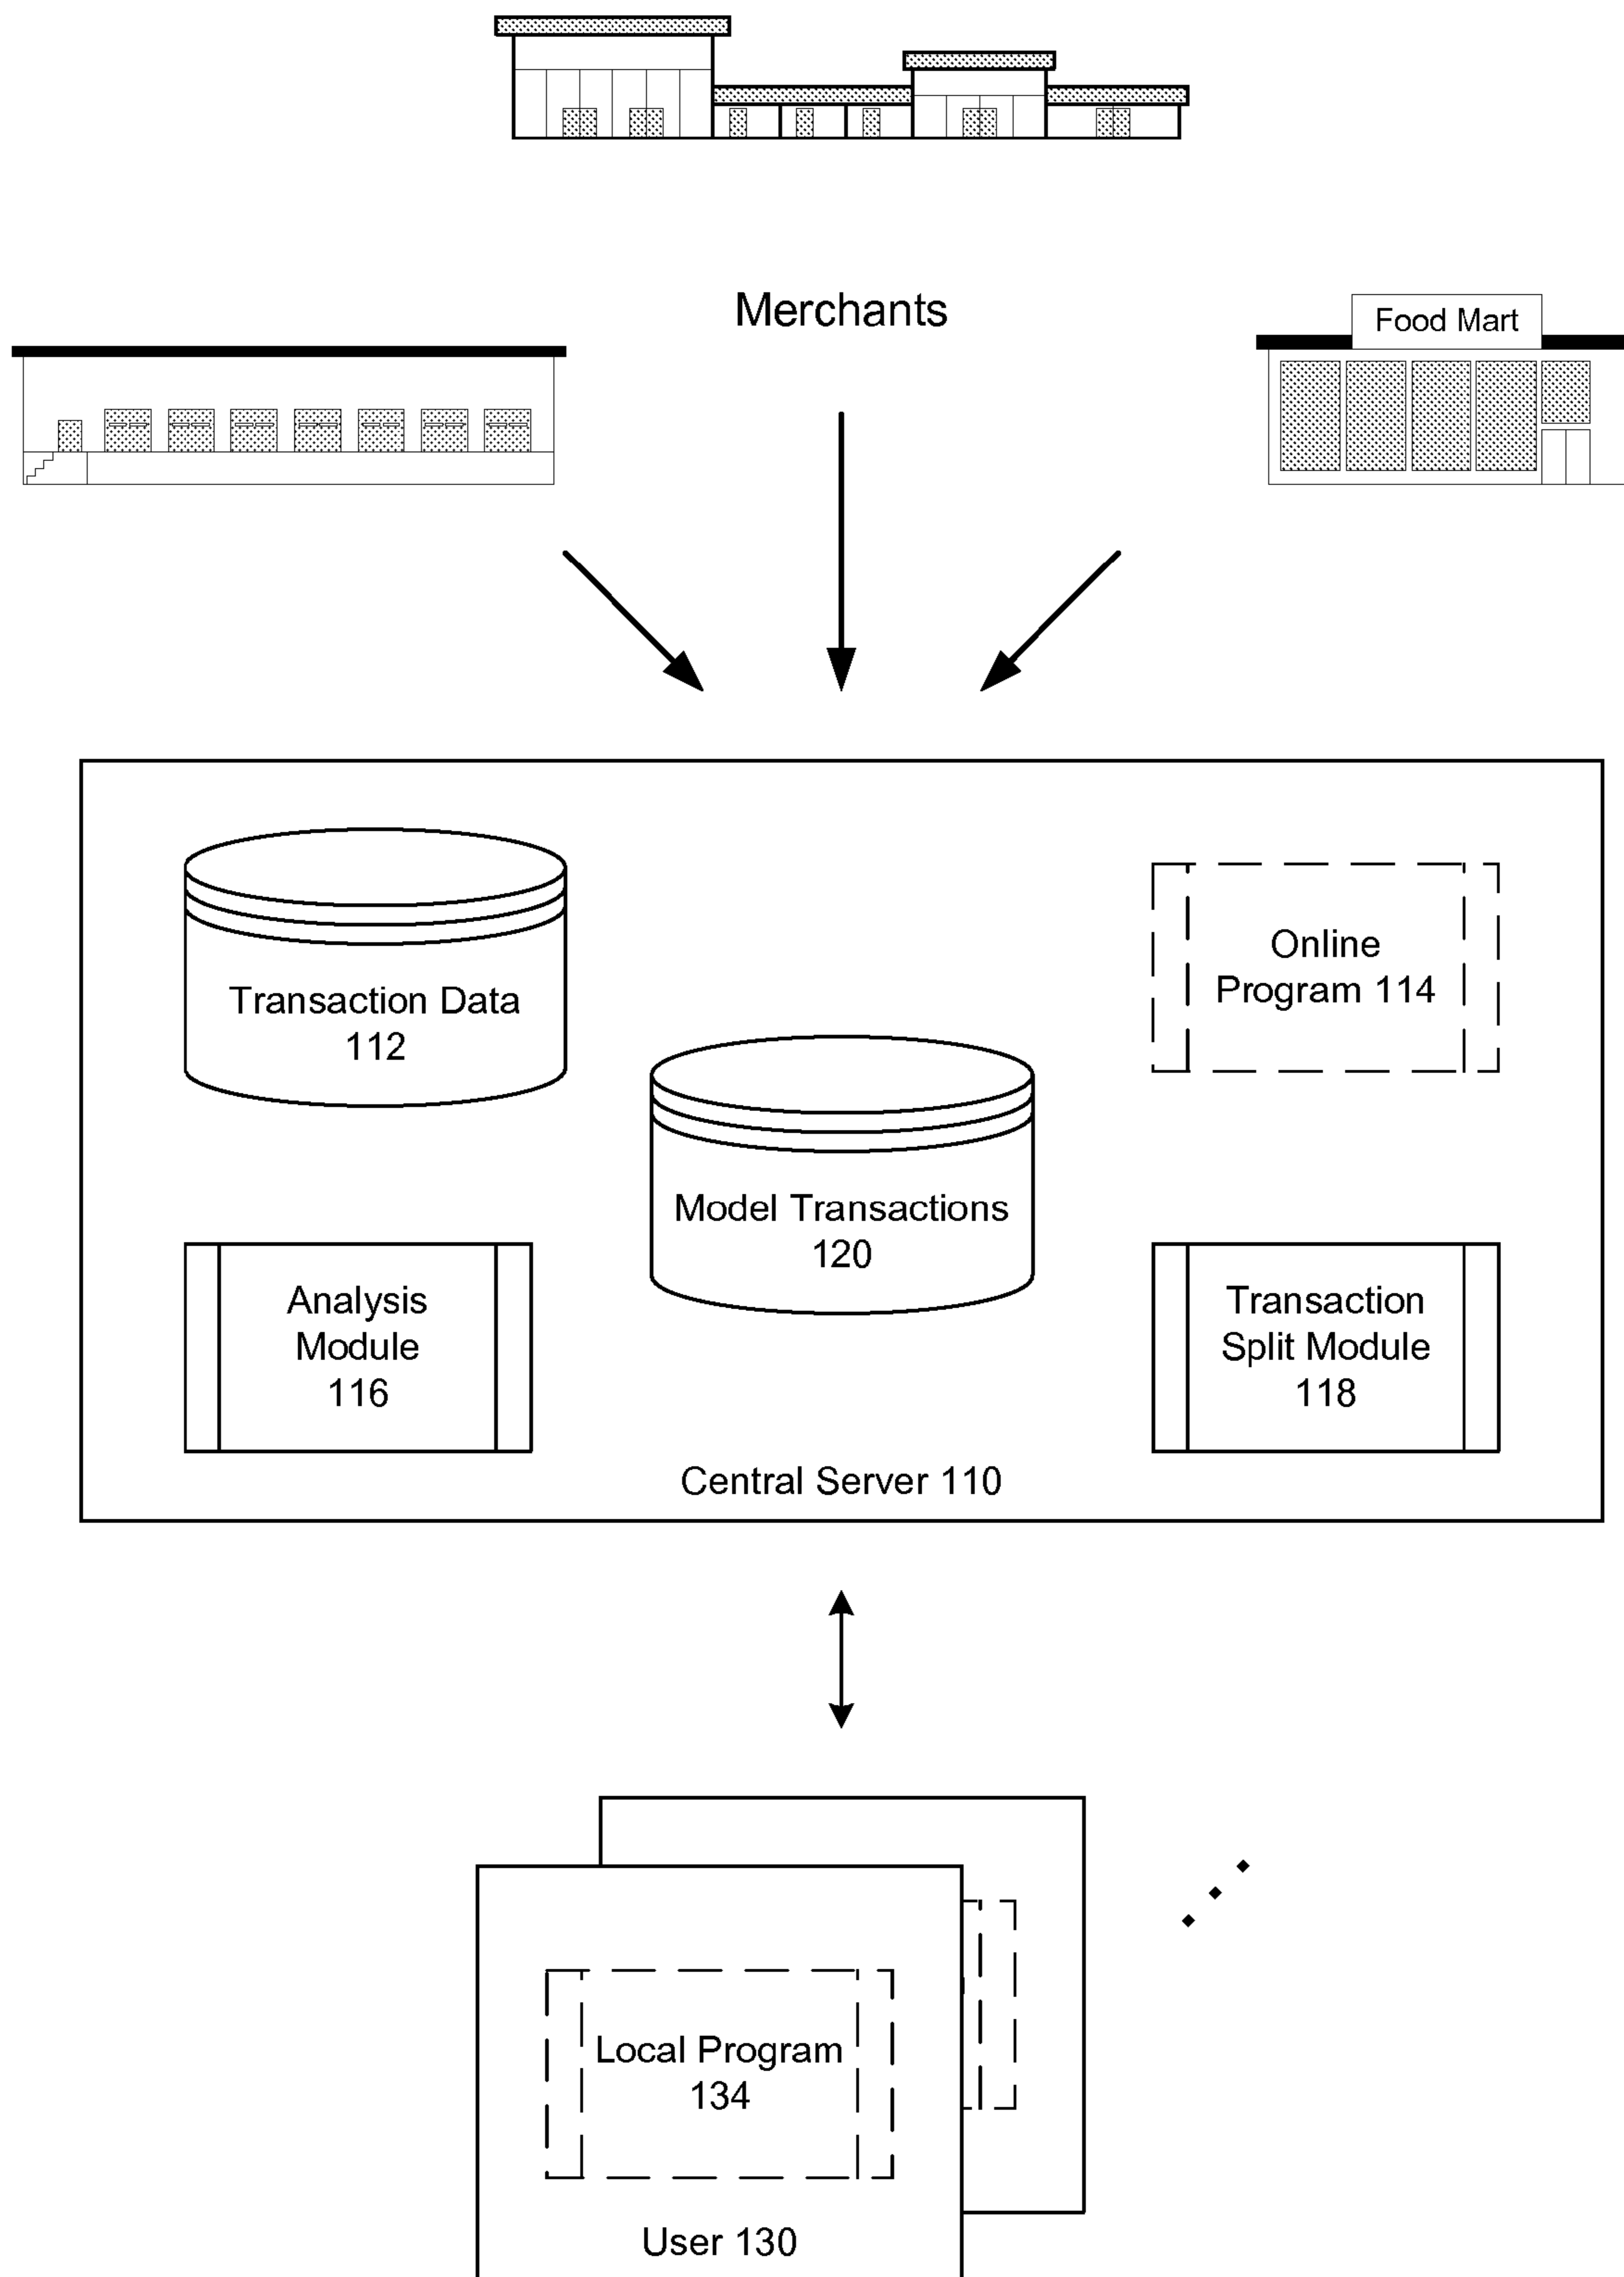 Merchants
Food Mart
Transaction Data
112
Online
Program 114
Model Transactions
120
Analysis
Module
116
Transaction
Split Module
118
Central Server 110
Local Program
134
User 130